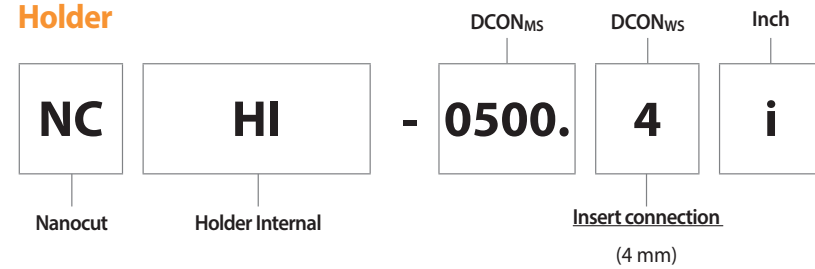 Holder
DCONMS DCONWS Inch
NC HI - 0500. 4 i
Nanocut Holder Internal Insert connection
(4 mm)